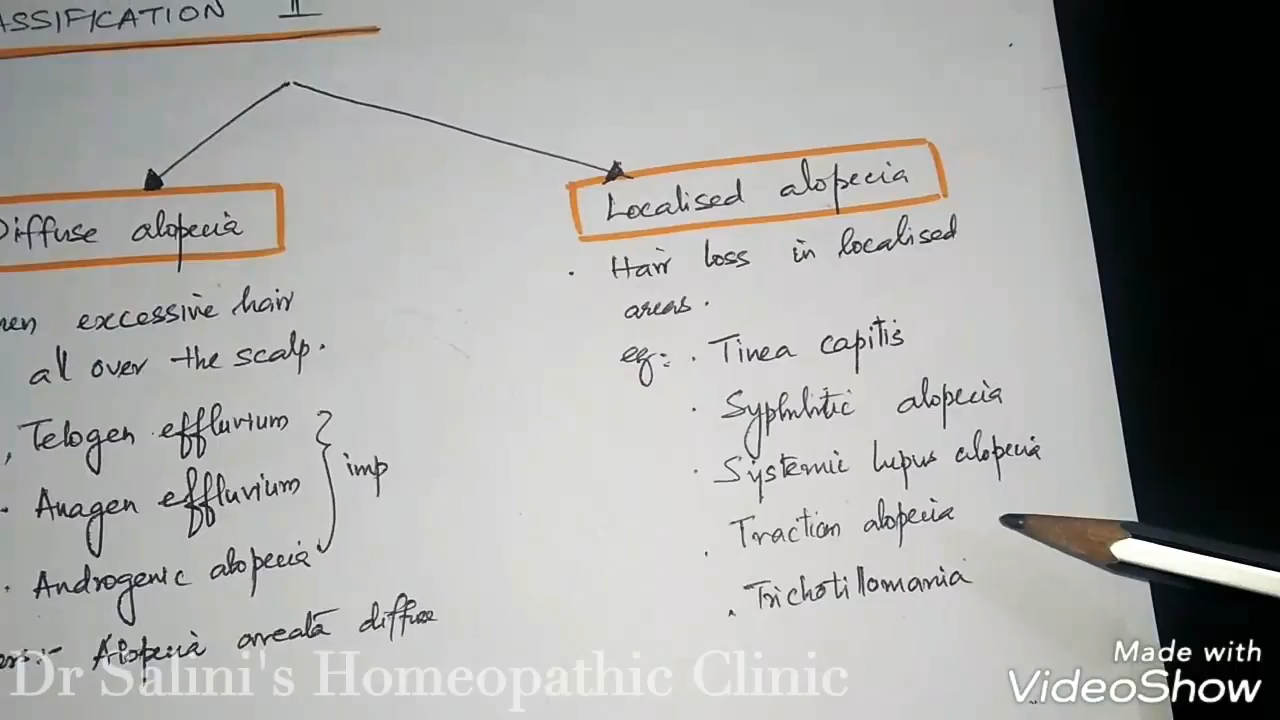 ASSIFICATION I
Diffuse alopecia
hen excessive hair
all over the scalp.
Telogen effluvium
Anagen effluvium
Androgenic alopecia
imp
Alopecia areata diffuse
Localised alopecia
Hair loss in localised
areas.
eg:- . Tinea capitis
. Syphilitic alopecia
. Systemic lupus alopecia
. Traction alopecia
. Trichotillomania
Dr Salini's Homeopathic Clinic
Made with
VideoShow